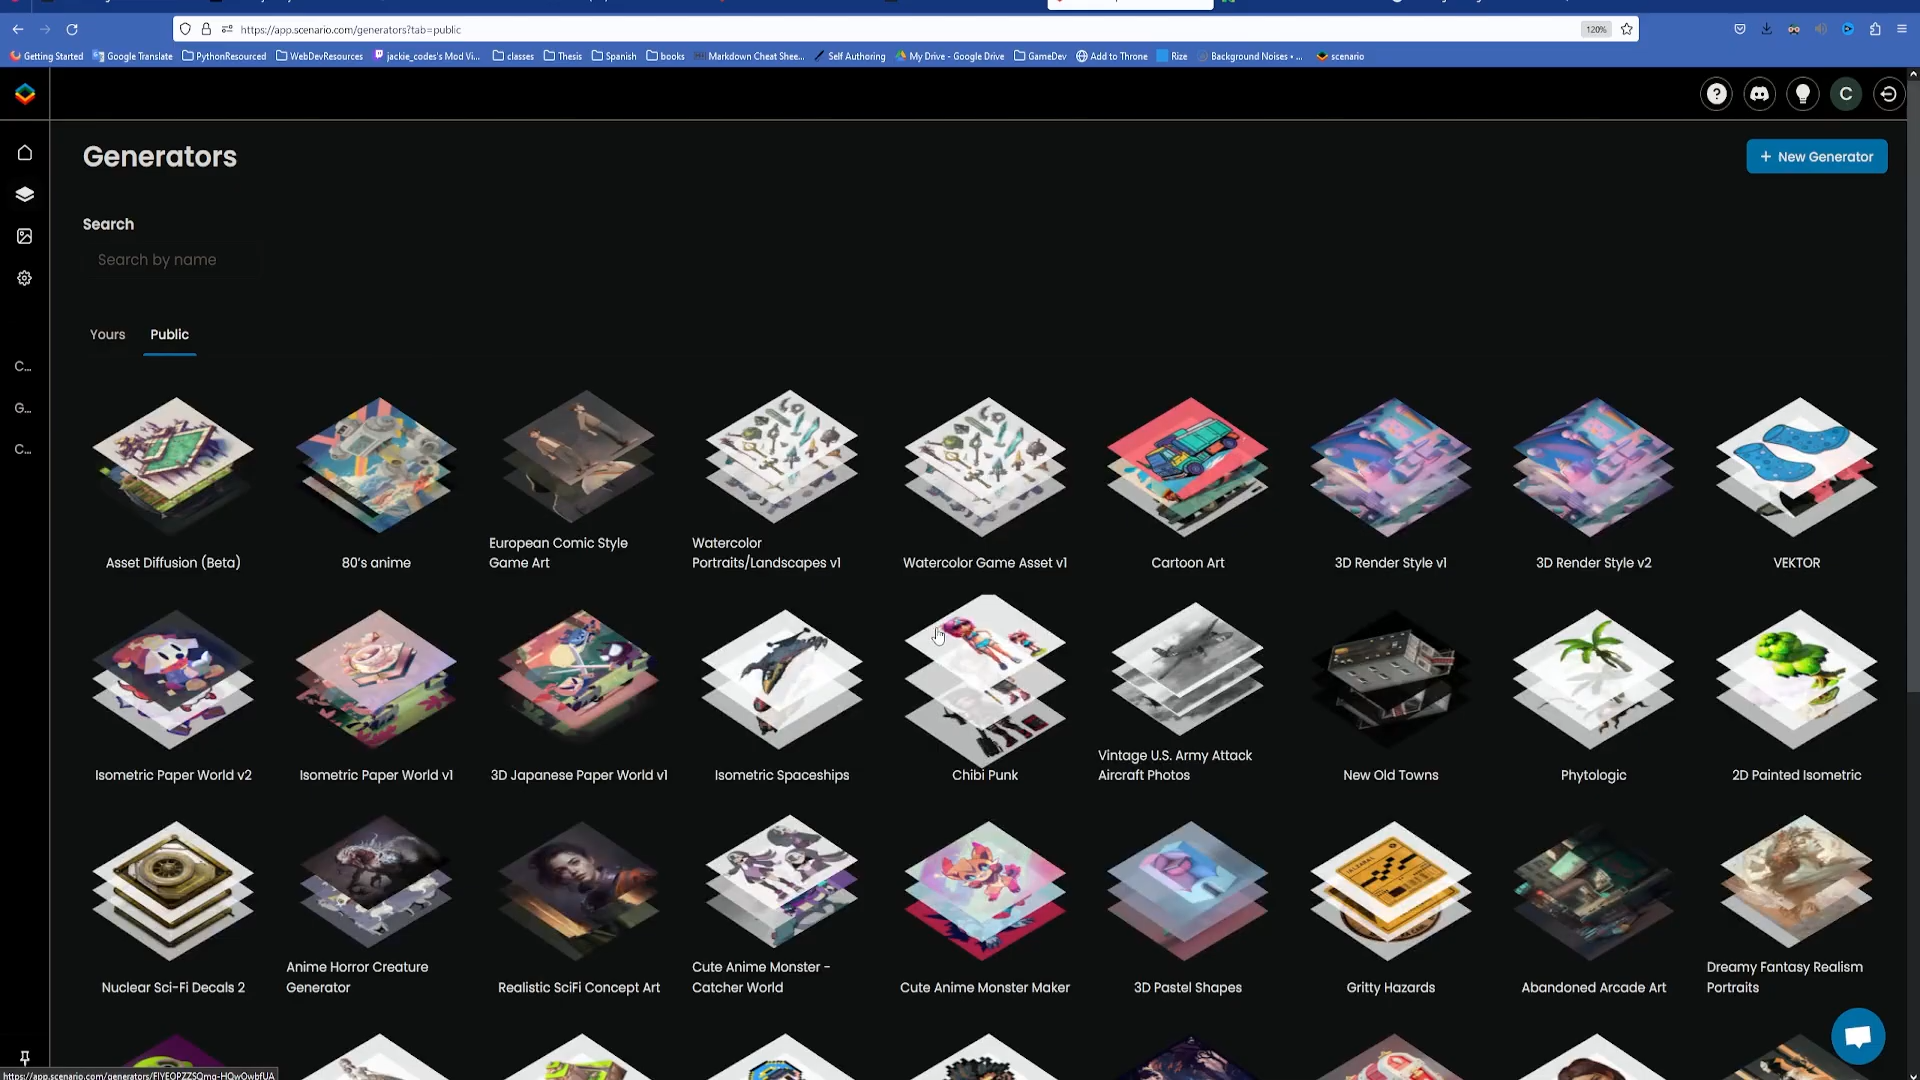 https://app.scenario.com/generators?tab=public
120%
Getting Started
Google Translate
PythonResourced
WebDevResources
jackie_codes's Mod Vi...
classes
Thesis
Spanish
books
Markdown Cheat Shee...
Self Authoring
My Drive - Google Drive
GameDev
Add to Throne
Rize
Background Noises • ...
scenario
C
Generators
+ New Generator
Search
Search by name
Yours
Public
C...
G...
C...
Asset Diffusion (Beta)
80's anime
European Comic Style
Game Art
Watercolor
Portraits/Landscapes v1
Watercolor Game Asset v1
Cartoon Art
3D Render Style v1
3D Render Style v2
VEKTOR
Isometric Paper World v2
Isometric Paper World v1
3D Japanese Paper World v1
Isometric Spaceships
Chibi Punk
Vintage U.S. Army Attack
Aircraft Photos
New Old Towns
Phytologic
2D Painted Isometric
Nuclear Sci-Fi Decals 2
Anime Horror Creature
Generator
Realistic SciFi Concept Art
Cute Anime Monster -
Catcher World
Cute Anime Monster Maker
3D Pastel Shapes
Gritty Hazards
Abandoned Arcade Art
Dreamy Fantasy Realism
Portraits